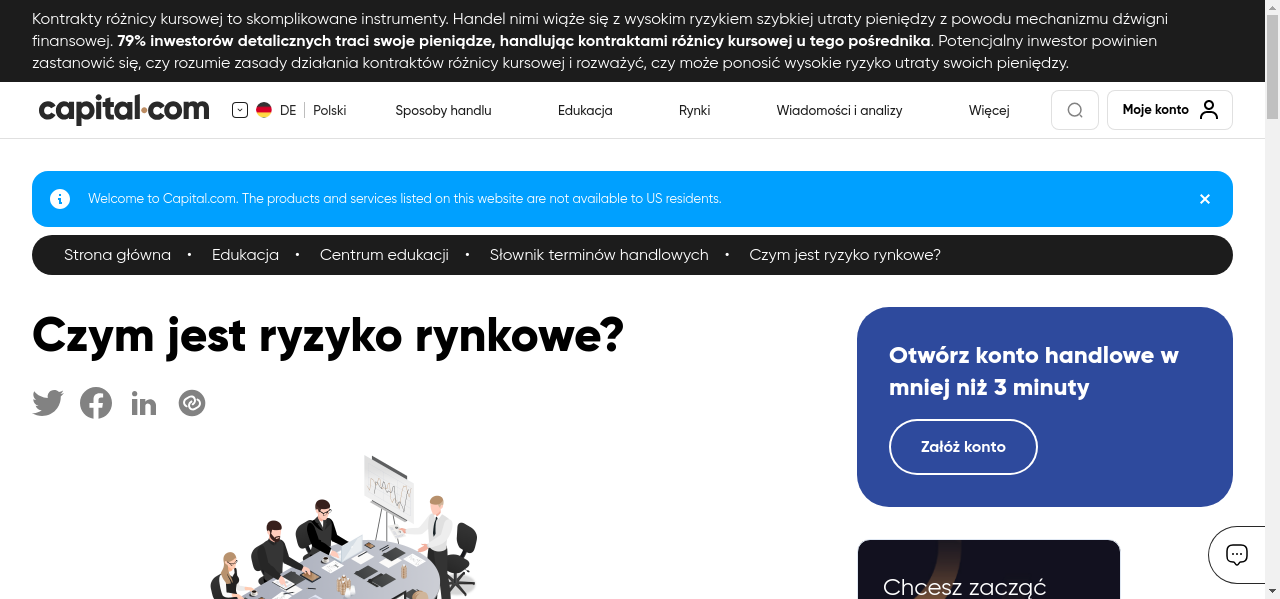 Kontrakty różnicy kursowej to skomplikowane instrumenty. Handel nimi wiąże się z wysokim ryzykiem szybkiej utraty pieniędzy z powodu mechanizmu dźwigni
finansowej. 79% inwestorów detalicznych traci swoje pieniądze, handlując kontraktami różnicy kursowej u tego pośrednika. Potencjalny inwestor powinien
zastanowić się, czy rozumie zasady działania kontraktów różnicy kursowej i rozważyć, czy może ponosić wysokie ryzyko utraty swoich pieniędzy.
capital.com DE Polski Sposoby handlu Edukacja Rynki Wiadomości i analizy Więcej Moje konto
Welcome to Capital.com. The products and services listed on this website are not available to US residents.
Strona główna • Edukacja • Centrum edukacji • Słownik terminów handlowych • Czym jest ryzyko rynkowe?
Czym jest ryzyko rynkowe?
Otwórz konto handlowe w
mniej niż 3 minuty
Załóż konto
Chcesz zacząć